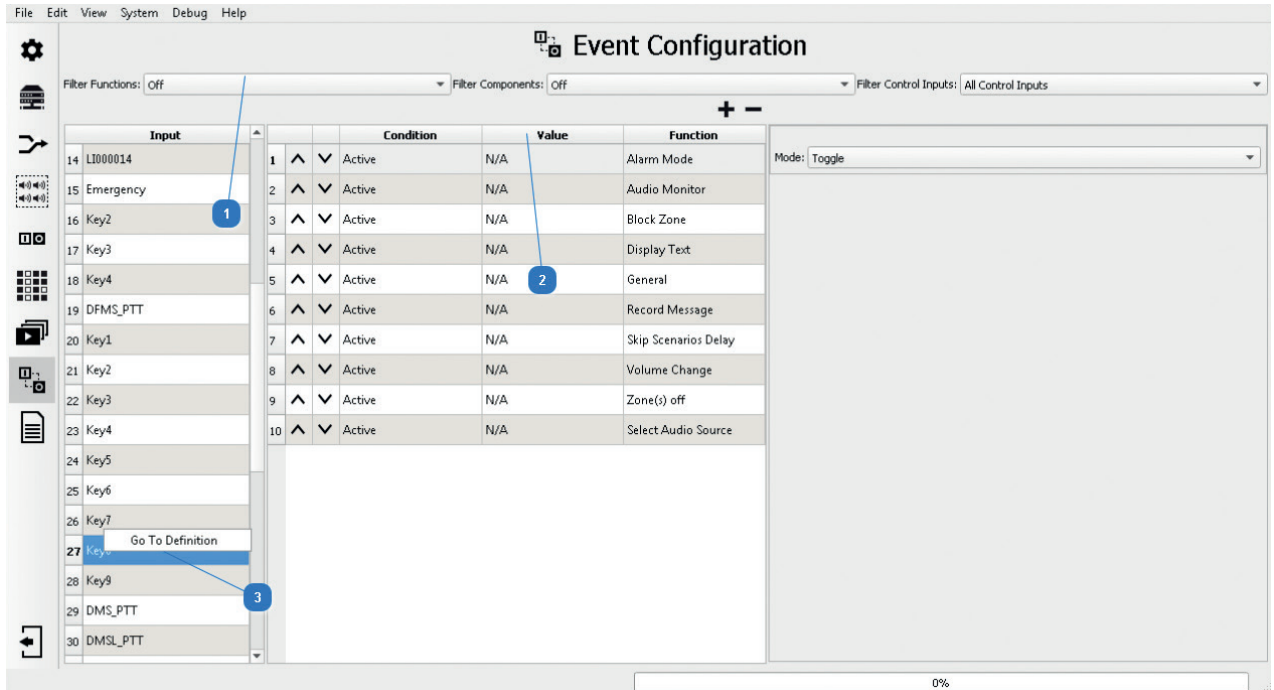 File Edit View System Debug Help
Event Configuration
Filter Functions: Off Filter Components: Off Filter Control Inputs: All Control Inputs
+ −
Input Condition Value Function
14 LI000014 1 Active N/A Alarm Mode Mode: Toggle
15 Emergency 2 Active N/A Audio Monitor
1
16 Key2 3 Active N/A Block Zone
17 Key3 4 Active N/A Display Text
18 Key4 5 Active N/A 2 General
19 DFMS_PTT 6 Active N/A Record Message
20 Key1 7 Active N/A Skip Scenarios Delay
21 Key2 8 Active N/A Volume Change
22 Key3 9 Active N/A Zone(s) off
23 Key4 10 Active N/A Select Audio Source
24 Key5
25 Key6
26 Key7
Go To Definition
27
28 Key9
3
29 DMS_PTT
30 DMSL_PTT
0%